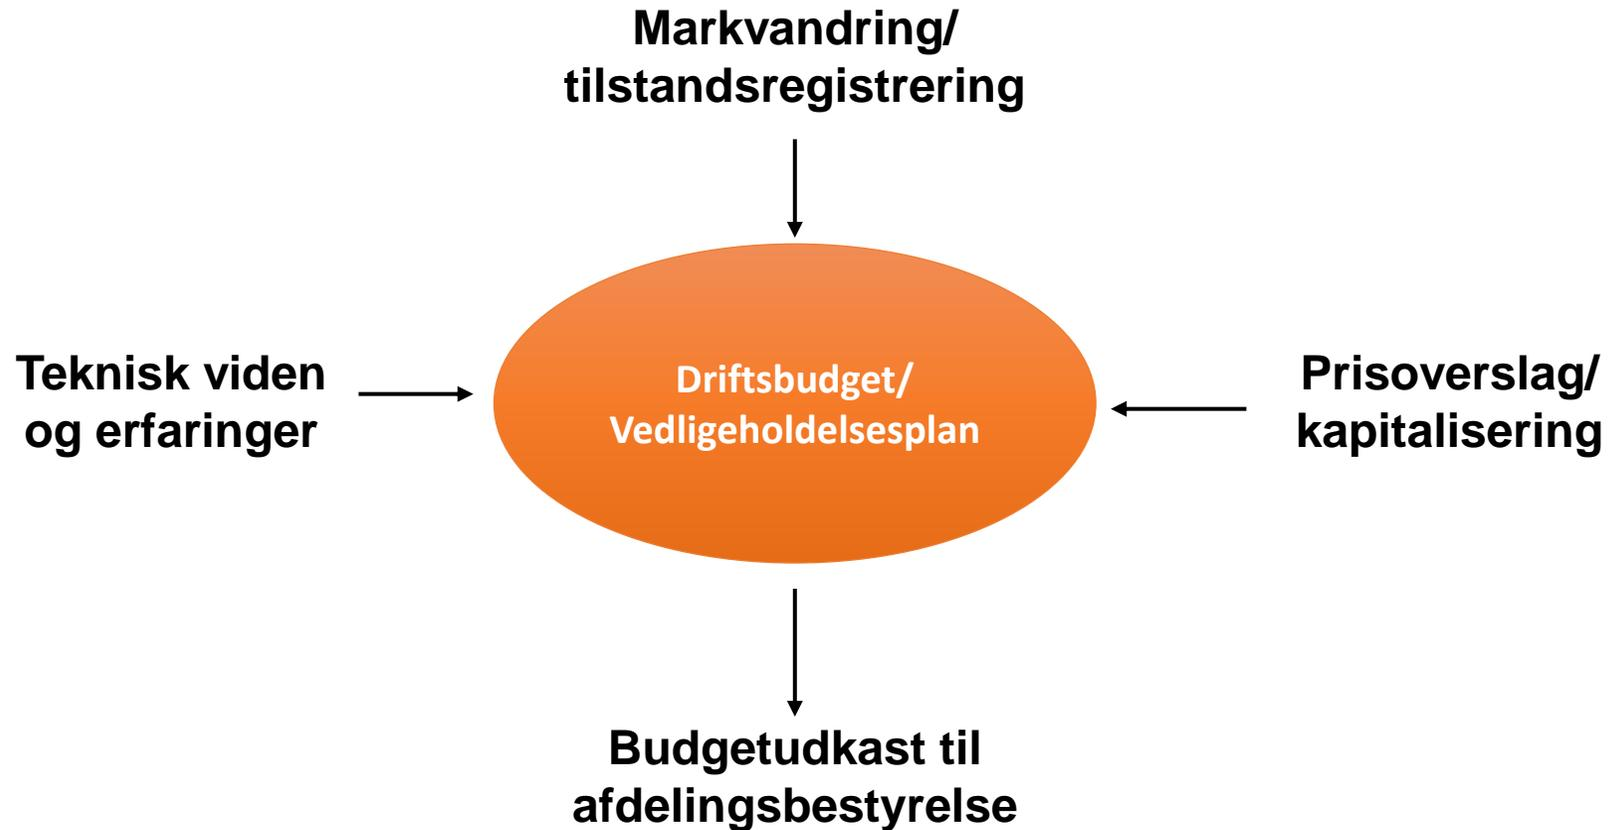 Markvandring/
tilstandsregistrering
Teknisk viden
og erfaringer
Driftsbudget/
Vedligeholdelsesplan
Prisoverslag/
kapitalisering
Budgetudkast til
afdelingsbestyrelse